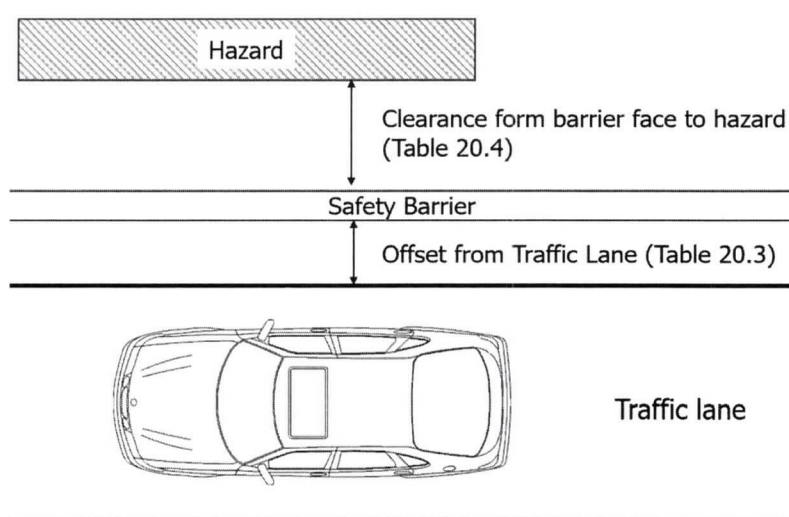 Hazard
Clearance form barrier face to hazard
(Table 20.4)
Safety Barrier
Offset from Traffic Lane (Table 20.3)
Traffic lane